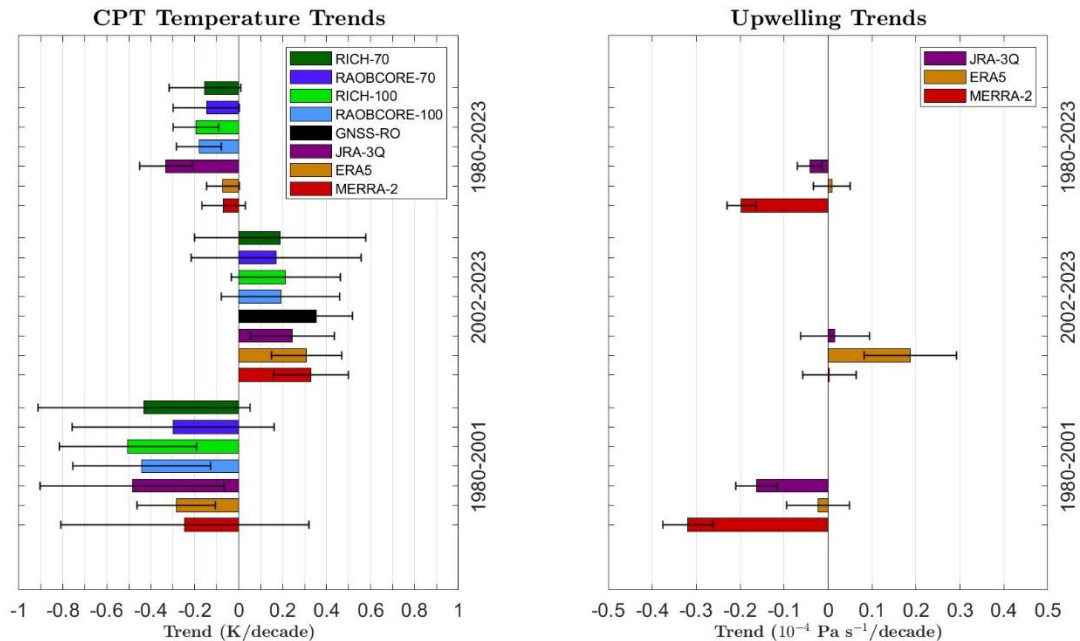 CPT Temperature Trends
RICH-70
RAOBCORE-70
RICH-100
RAOBCORE-100
GNSS-RO
JRA-3Q
ERA5
MERRA-2
1980-2023
2002-2023
1980-2001
-1 -0.8 -0.6 -0.4 -0.2 0 0.2 0.4 0.6 0.8 1
Trend (K/decade)
Upwelling Trends
JRA-3Q
ERA5
MERRA-2
1980-2023
2002-2023
1980-2001
-0.5 -0.4 -0.3 -0.2 -0.1 0 0.1 0.2 0.3 0.4 0.5
Trend (10⁻⁴ Pa s⁻¹/decade)